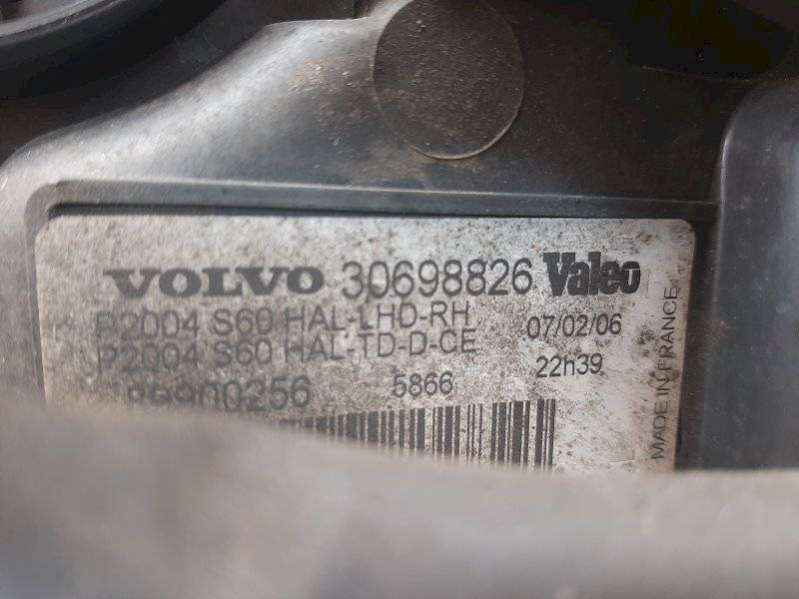 VOLVO 30698826 Valeo
P2004 S60 HAL-LHD-RH 07/02/06
P2004 S60 HAL-TD-D-CE 22h39
5866
MADE IN FRANCE